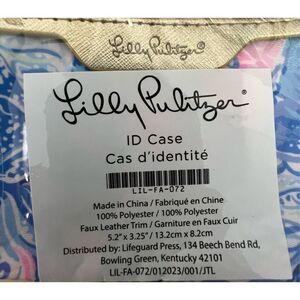 Lilly Pulitzer®
Lilly Pulitzer®
ID Case
Cas d'identité
LIL-FA-072
Made in China / Fabriqué en Chine
100% Polyester / 100% Polyester
Faux Leather Trim / Garniture en Faux Cuir
5.2" x 3.25" / 13.2cm x 8.2cm
Distributed by: Lifeguard Press, 134 Beech Bend Rd,
Bowling Green, Kentucky 42101
LIL-FA-072/012023/001/JTL